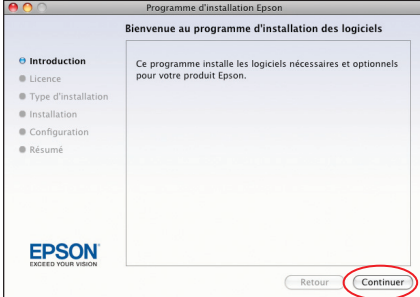 Programme d'installation Epson
Bienvenue au programme d'installation des logiciels
Introduction
Licence
Type d'installation
Installation
Configuration
Résumé
Ce programme installe les logiciels nécessaires et optionnels
pour votre produit Epson.
EPSON
EXCEED YOUR VISION
Retour
Continuer